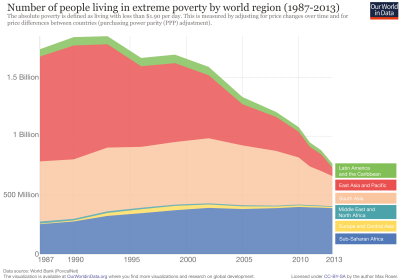 Number of people living in extreme poverty by world region (1987-2013)
The absolute poverty is defined as living with less than $1.90 per day. This is measured by adjusting for price changes over time and for
price differences between countries (purchasing power parity (PPP) adjustment).
Our World
in Data
1.5 Billion
1 Billion
500 Million
0
1987
1990
1995
2000
2005
2010
2013
Latin America
and the Caribbean
East Asia and Pacific
South Asia
Middle East and
North Africa
Europe and Central Asia
Sub-Saharan Africa
Data source: World Bank (PovcalNet)
The visualization is available at OurWorldinData.org where you find more visualizations and research on global development.
Licensed under CC-BY-SA by the author Max Roser.